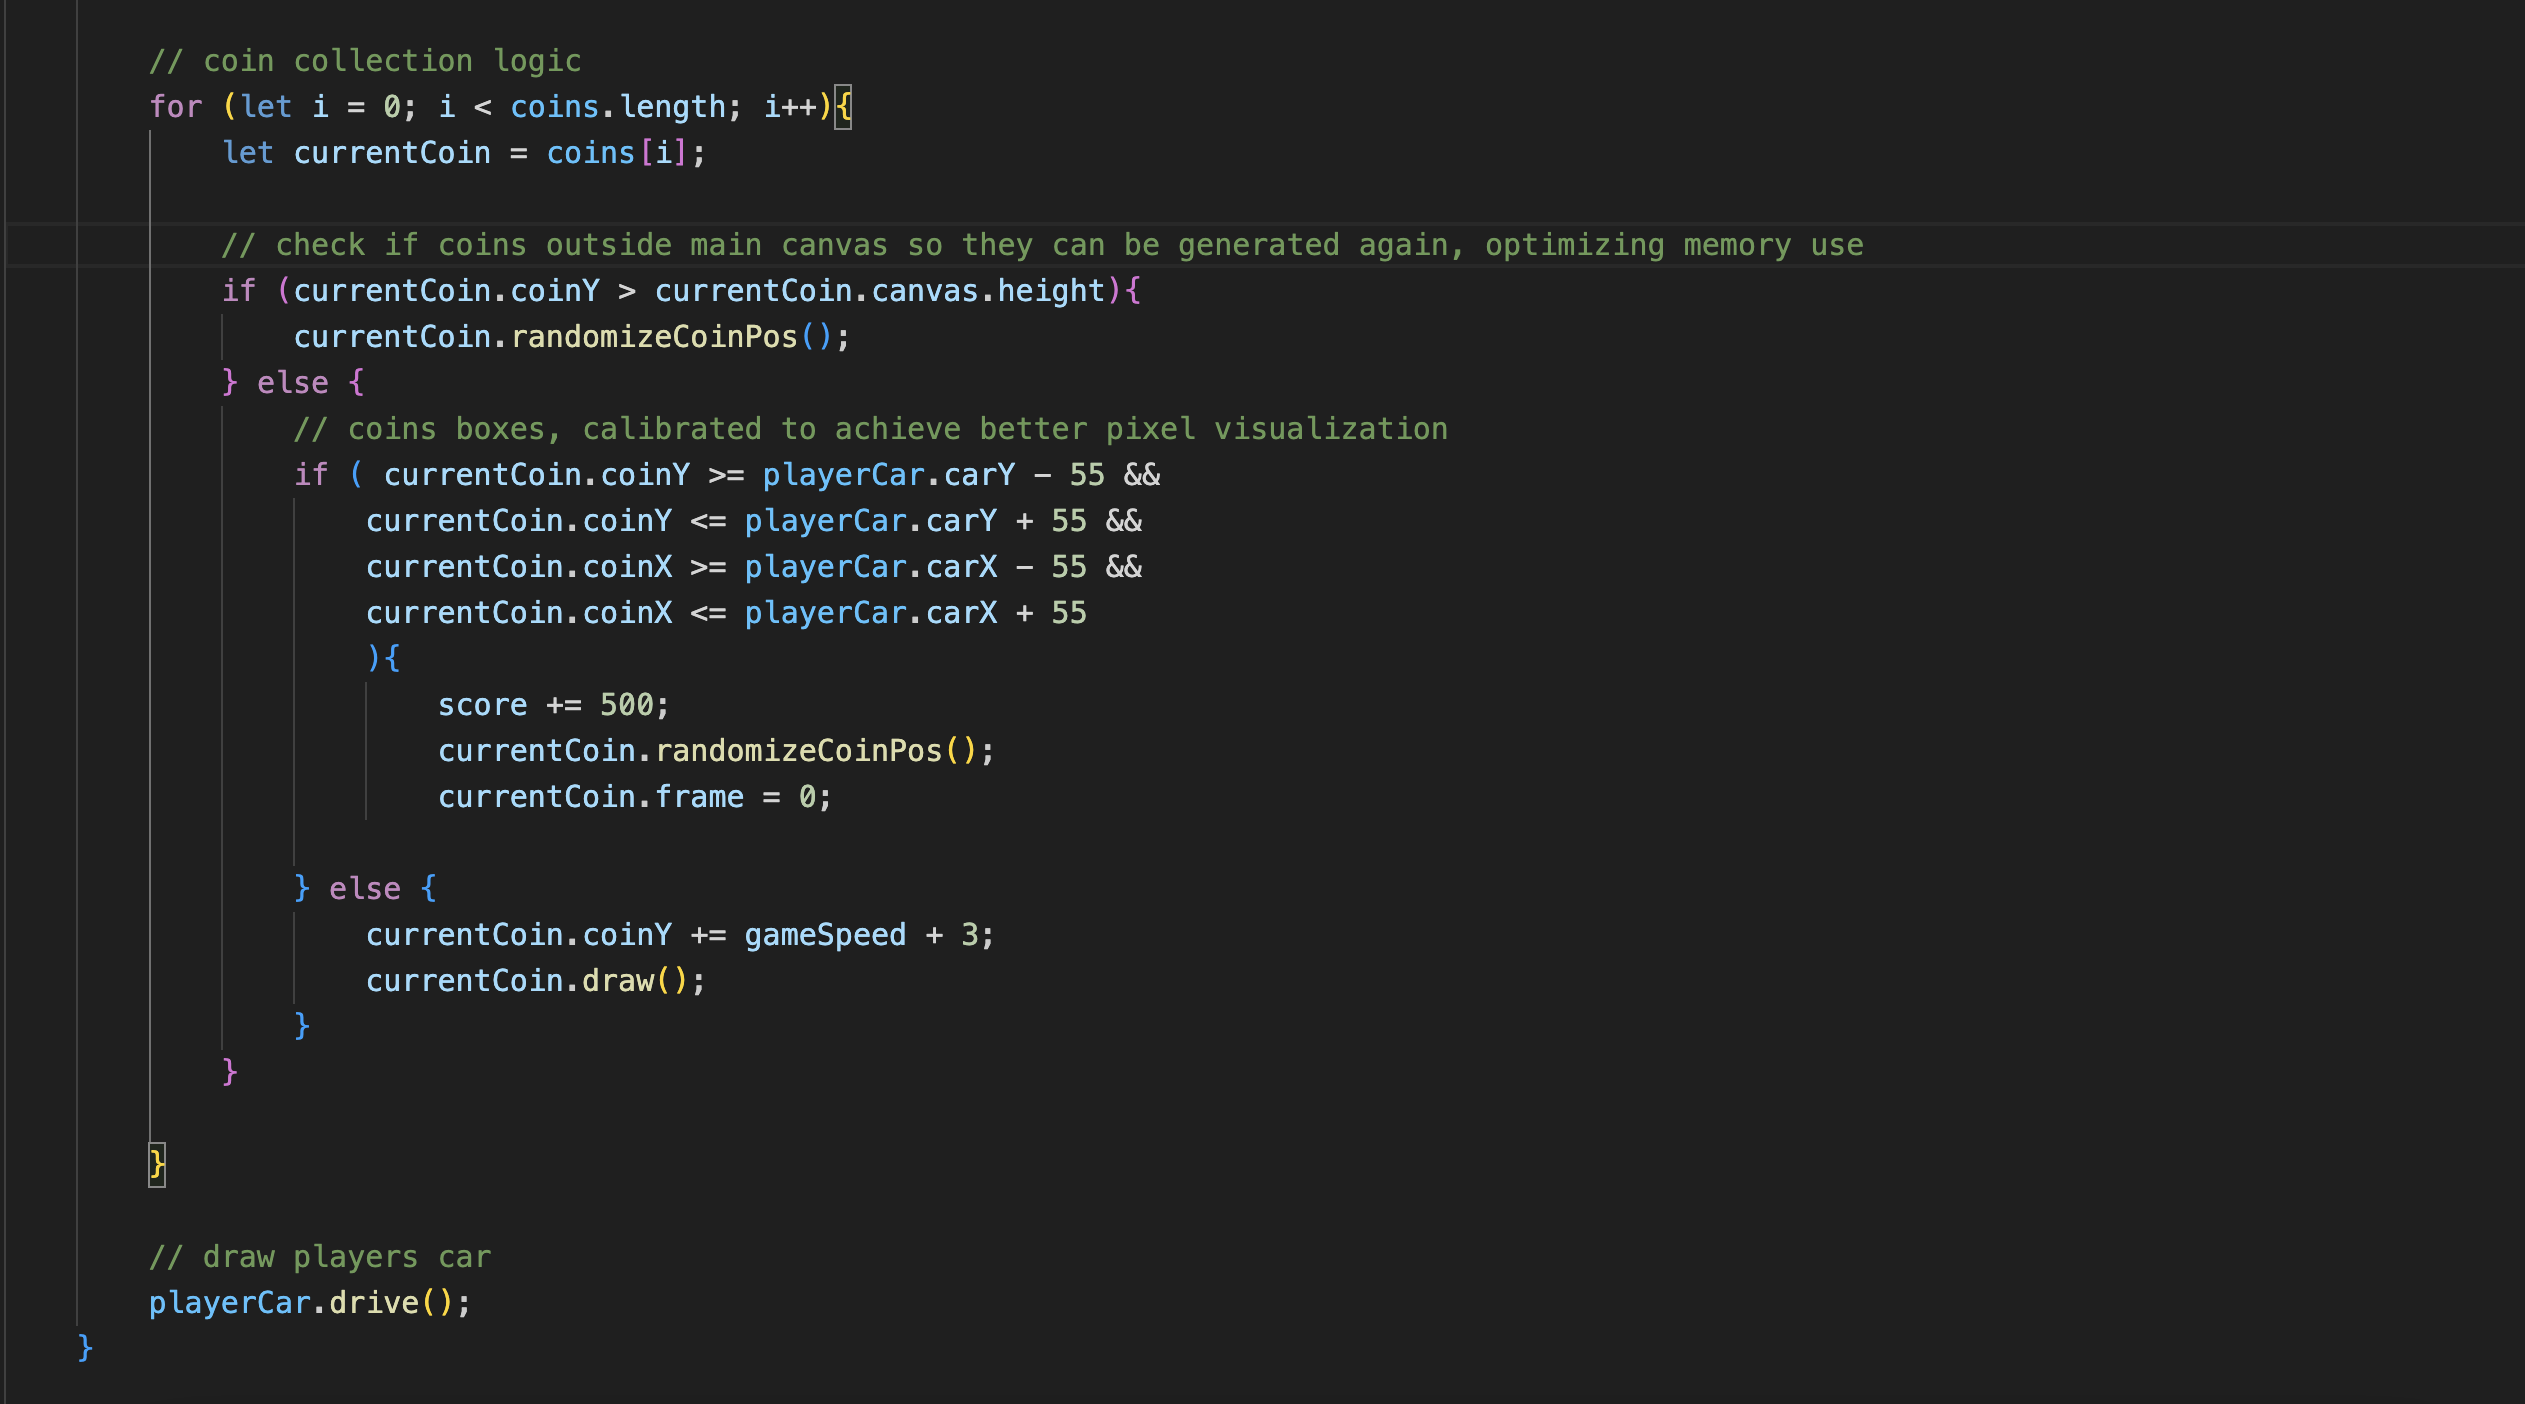 // coin collection logic
for (let i = 0; i < coins.length; i++){
let currentCoin = coins[i];
// check if coins outside main canvas so they can be generated again, optimizing memory use
if (currentCoin.coinY > currentCoin.canvas.height){
currentCoin.randomizeCoinPos();
} else {
// coins boxes, calibrated to achieve better pixel visualization
if ( currentCoin.coinY >= playerCar.carY - 55 &&
currentCoin.coinY <= playerCar.carY + 55 &&
currentCoin.coinX >= playerCar.carX - 55 &&
currentCoin.coinX <= playerCar.carX + 55
){
score += 500;
currentCoin.randomizeCoinPos();
currentCoin.frame = 0;
} else {
currentCoin.coinY += gameSpeed + 3;
currentCoin.draw();
}
}
}
// draw players car
playerCar.drive();
}